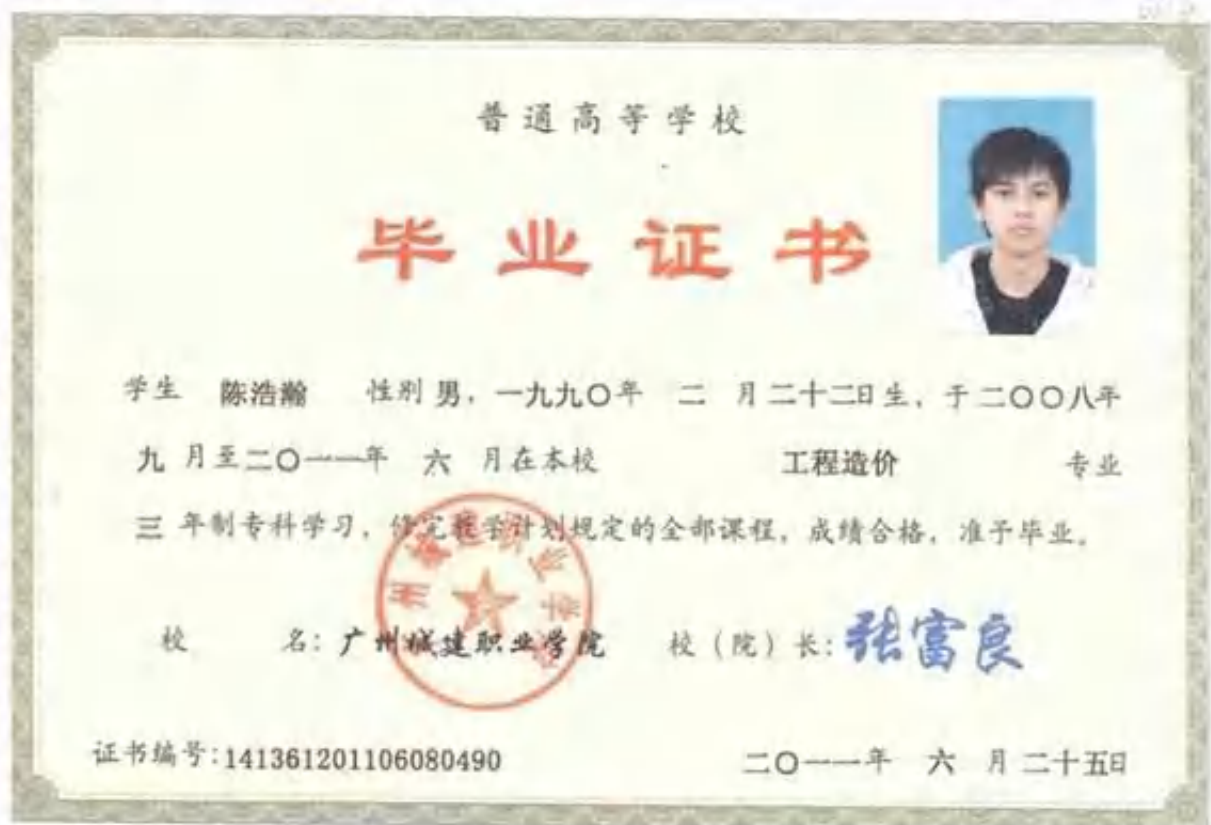 普通高等学校
毕业证书
学生 陈浩瀚 性别 男，一九九〇年 二 月二十二日生，于二〇〇八年
九 月至二〇一一年 六 月在本校 工程造价 专业
三 年制专科学习，修完教学计划规定的全部课程，成绩合格，准予毕业。
校 名：广州城建职业学院 校（院）长：张富良
证书编号：141361201106080490 二〇一一年 六 月二十五日